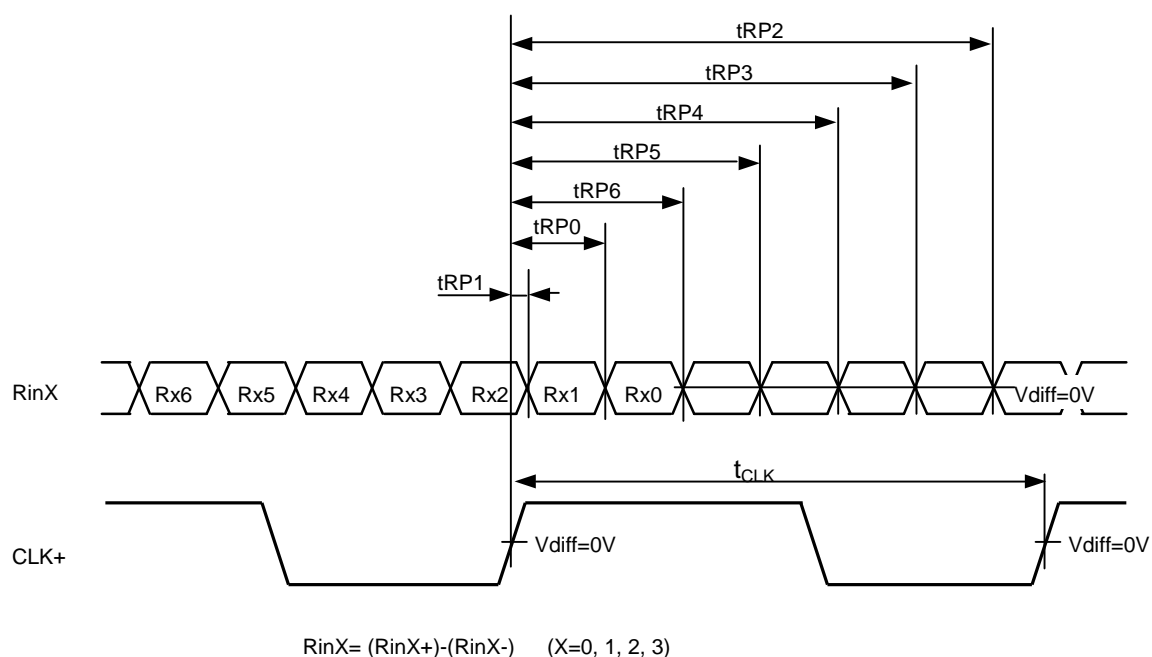 tRP2
tRP3
tRP4
tRP5
tRP6
tRP0
tRP1
RinX Rx6 Rx5 Rx4 Rx3 Rx2 Rx1 Rx0 Vdiff=0V
tCLK
CLK+ Vdiff=0V Vdiff=0V
RinX= (RinX+)-(RinX-) (X=0, 1, 2, 3)